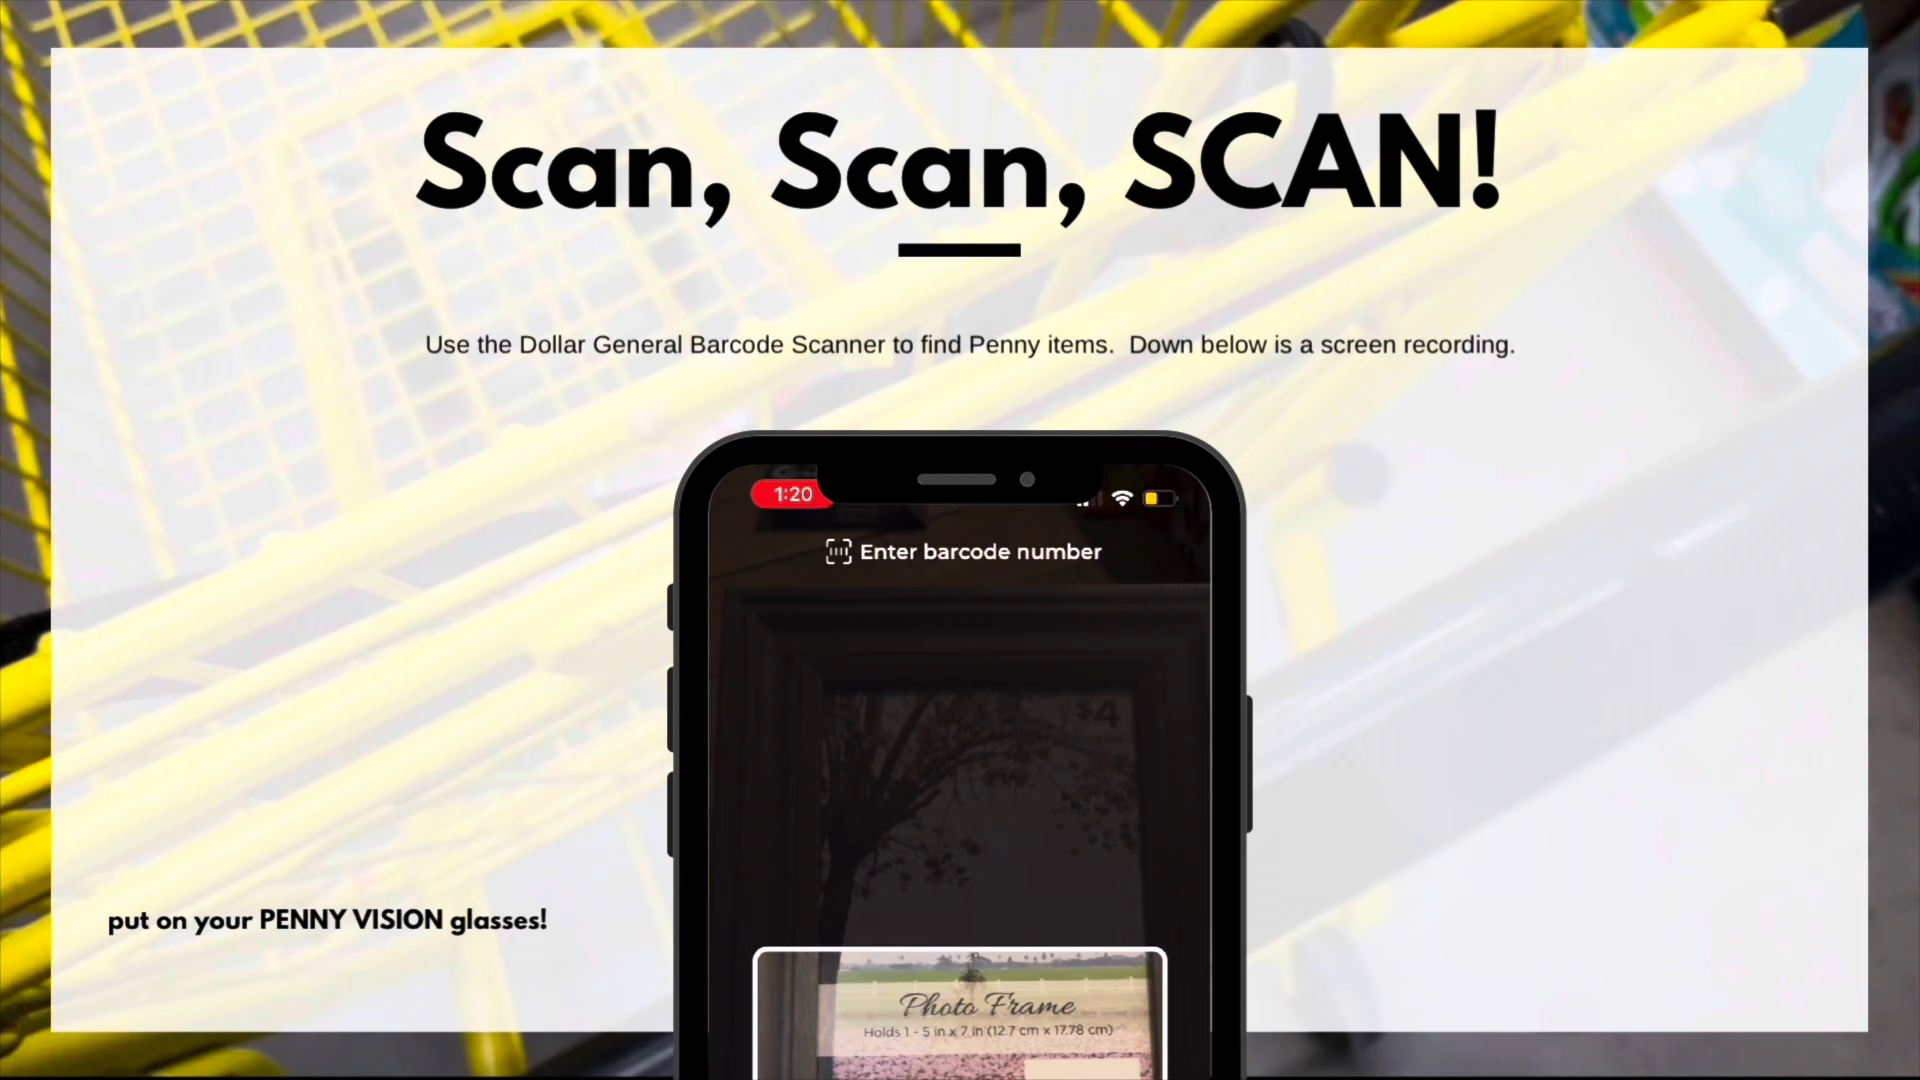 Scan, Scan, SCAN!
Use the Dollar General Barcode Scanner to find Penny items.  Down below is a screen recording.
1:20
Enter barcode number
$4
put on your PENNY VISION glasses!
Photo Frame
Holds 1 - 5 in x 7 in (12.7 cm x 17.78 cm)